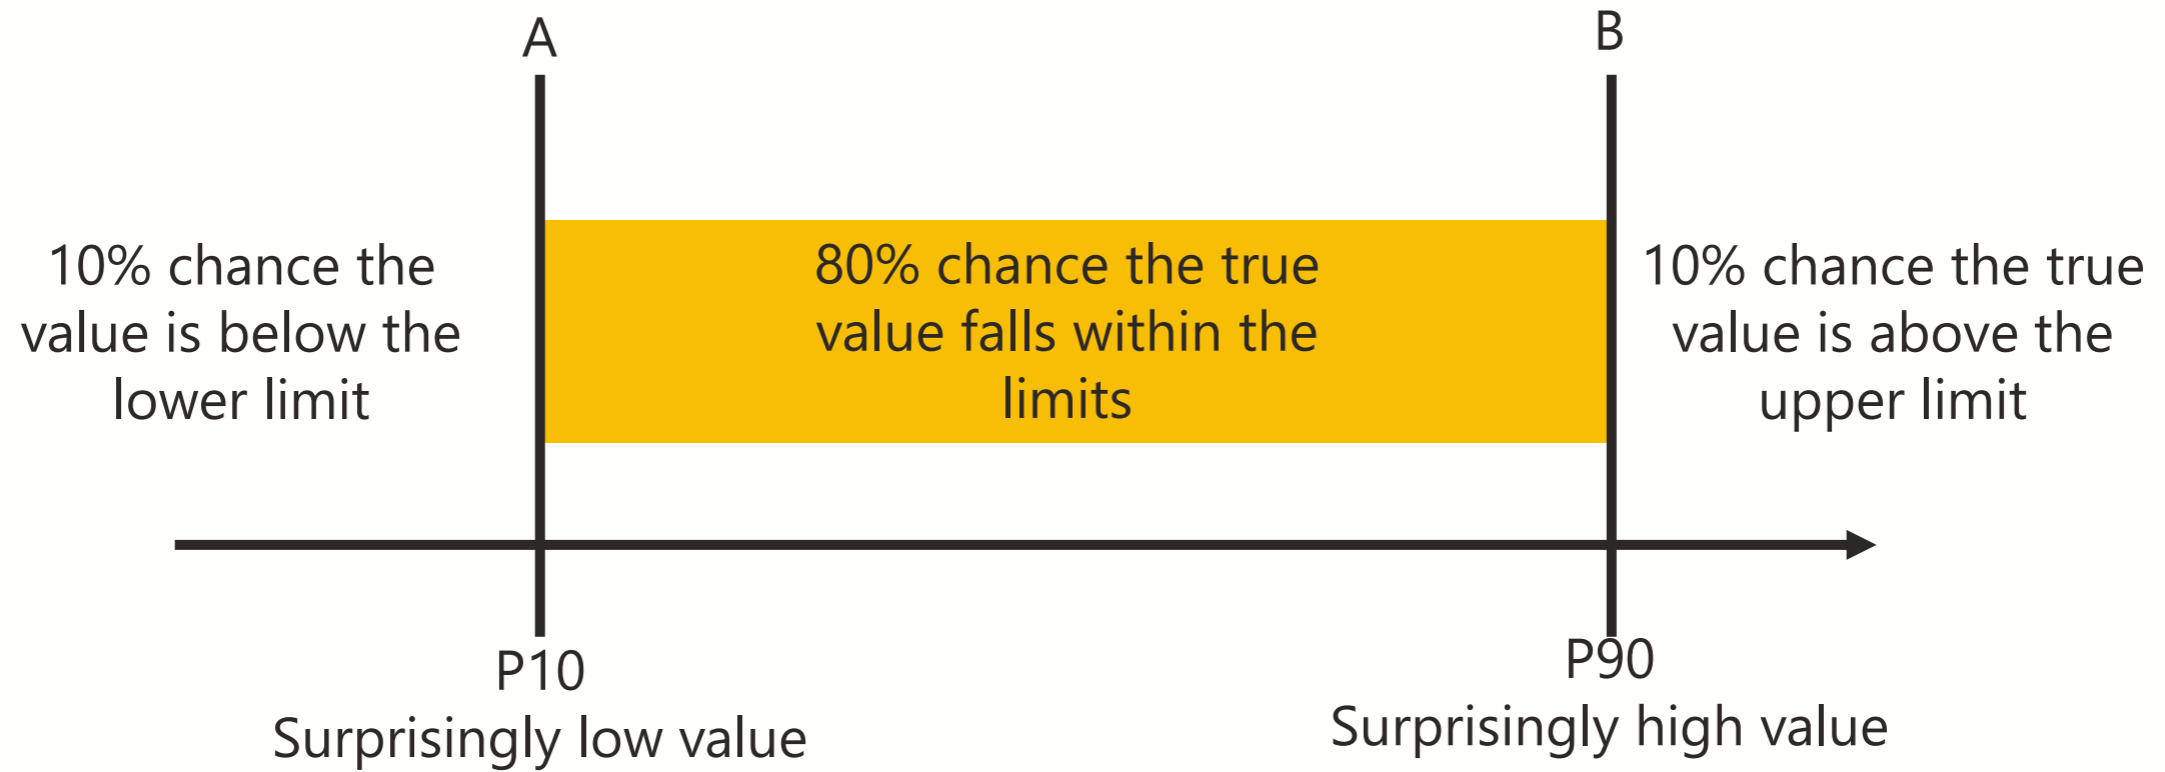 A
B
10% chance the
value is below the
lower limit
80% chance the true
value falls within the
limits
10% chance the true
value is above the
upper limit
P10
Surprisingly low value
P90
Surprisingly high value